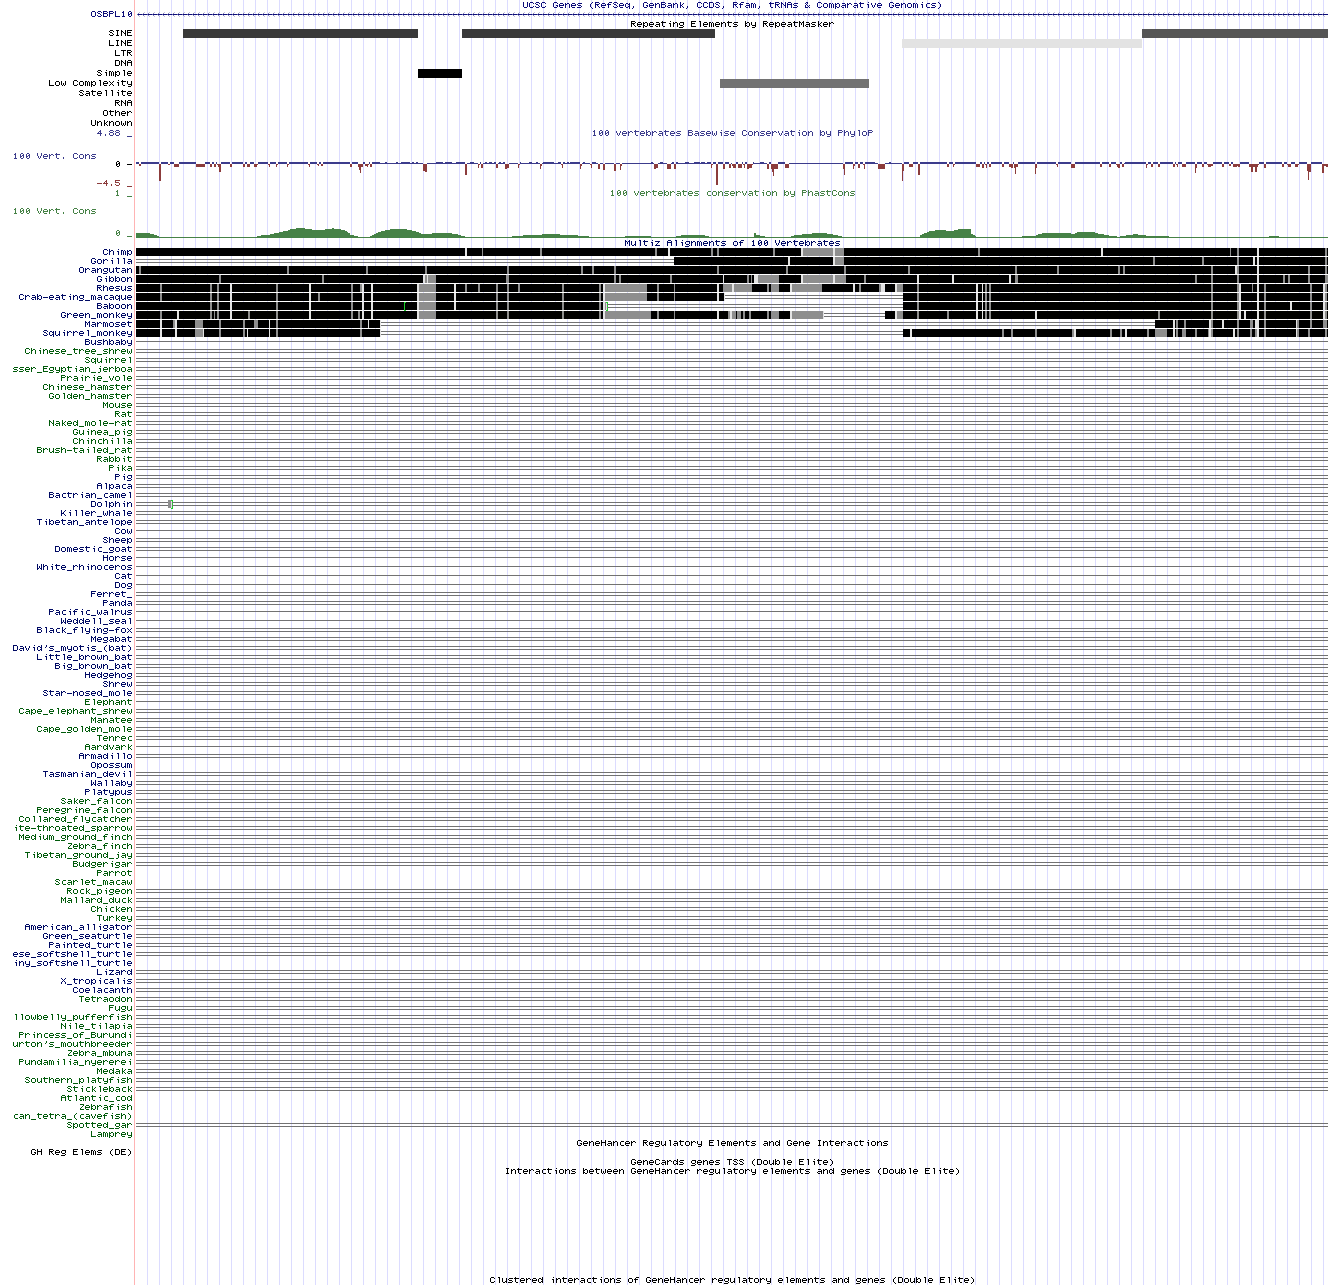 UCSC Genes (RefSeq, GenBank, CCDS, Rfam, tRNAs & Comparative Genomics)
OSBPL10
Repeating Elements by RepeatMasker
SINE
LINE
LTR
DNA
Simple
Low Complexity
Satellite
RNA
Other
Unknown
4.88 _
100 vertebrates Basewise Conservation by PhyloP
100 Vert. Cons
0 -
-4.5 _
1 _
100 vertebrates conservation by PhastCons
100 Vert. Cons
0 _
Multiz Alignments of 100 Vertebrates
Chimp
Gorilla
Orangutan
Gibbon
Rhesus
Crab-eating_macaque
Baboon
Green_monkey
Marmoset
Squirrel_monkey
Bushbaby
Chinese_tree_shrew
Squirrel
sser_Egyptian_jerboa
Prairie_vole
Chinese_hamster
Golden_hamster
Mouse
Rat
Naked_mole-rat
Guinea_pig
Chinchilla
Brush-tailed_rat
Rabbit
Pika
Pig
Alpaca
Bactrian_camel
Dolphin
Killer_whale
Tibetan_antelope
Cow
Sheep
Domestic_goat
Horse
White_rhinoceros
Cat
Dog
Ferret_
Panda
Pacific_walrus
Weddell_seal
Black_flying-fox
Megabat
David's_myotis_(bat)
Little_brown_bat
Big_brown_bat
Hedgehog
Shrew
Star-nosed_mole
Elephant
Cape_elephant_shrew
Manatee
Cape_golden_mole
Tenrec
Aardvark
Armadillo
Opossum
Tasmanian_devil
Wallaby
Platypus
Saker_falcon
Peregrine_falcon
Collared_flycatcher
ite-throated_sparrow
Medium_ground_finch
Zebra_finch
Tibetan_ground_jay
Budgerigar
Parrot
Scarlet_macaw
Rock_pigeon
Mallard_duck
Chicken
Turkey
American_alligator
Green_seaturtle
Painted_turtle
ese_softshell_turtle
iny_softshell_turtle
Lizard
X_tropicalis
Coelacanth
Tetraodon
Fugu
llowbelly_pufferfish
Nile_tilapia
Princess_of_Burundi
urton's_mouthbreeder
Zebra_mbuna
Pundamilia_nyererei
Medaka
Southern_platyfish
Stickleback
Atlantic_cod
Zebrafish
can_tetra_(cavefish)
Spotted_gar
Lamprey
GeneHancer Regulatory Elements and Gene Interactions
GH Reg Elems (DE)
GeneCards genes TSS (Double Elite)
Interactions between GeneHancer regulatory elements and genes (Double Elite)
Clustered interactions of GeneHancer regulatory elements and genes (Double Elite)